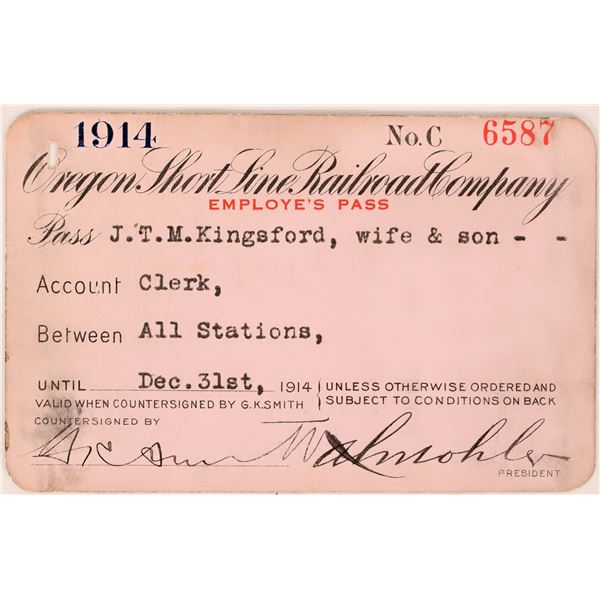 1914 No. C 6587
Oregon Short Line Railroad Company
EMPLOYE'S PASS
Pass J.T.M.Kingsford, wife & son - -
Account Clerk,
Between All Stations,
UNTIL Dec. 31st, 1914 UNLESS OTHERWISE ORDERED AND
VALID WHEN COUNTERSIGNED BY G.K.SMITH SUBJECT TO CONDITIONS ON BACK
COUNTERSIGNED BY
PRESIDENT